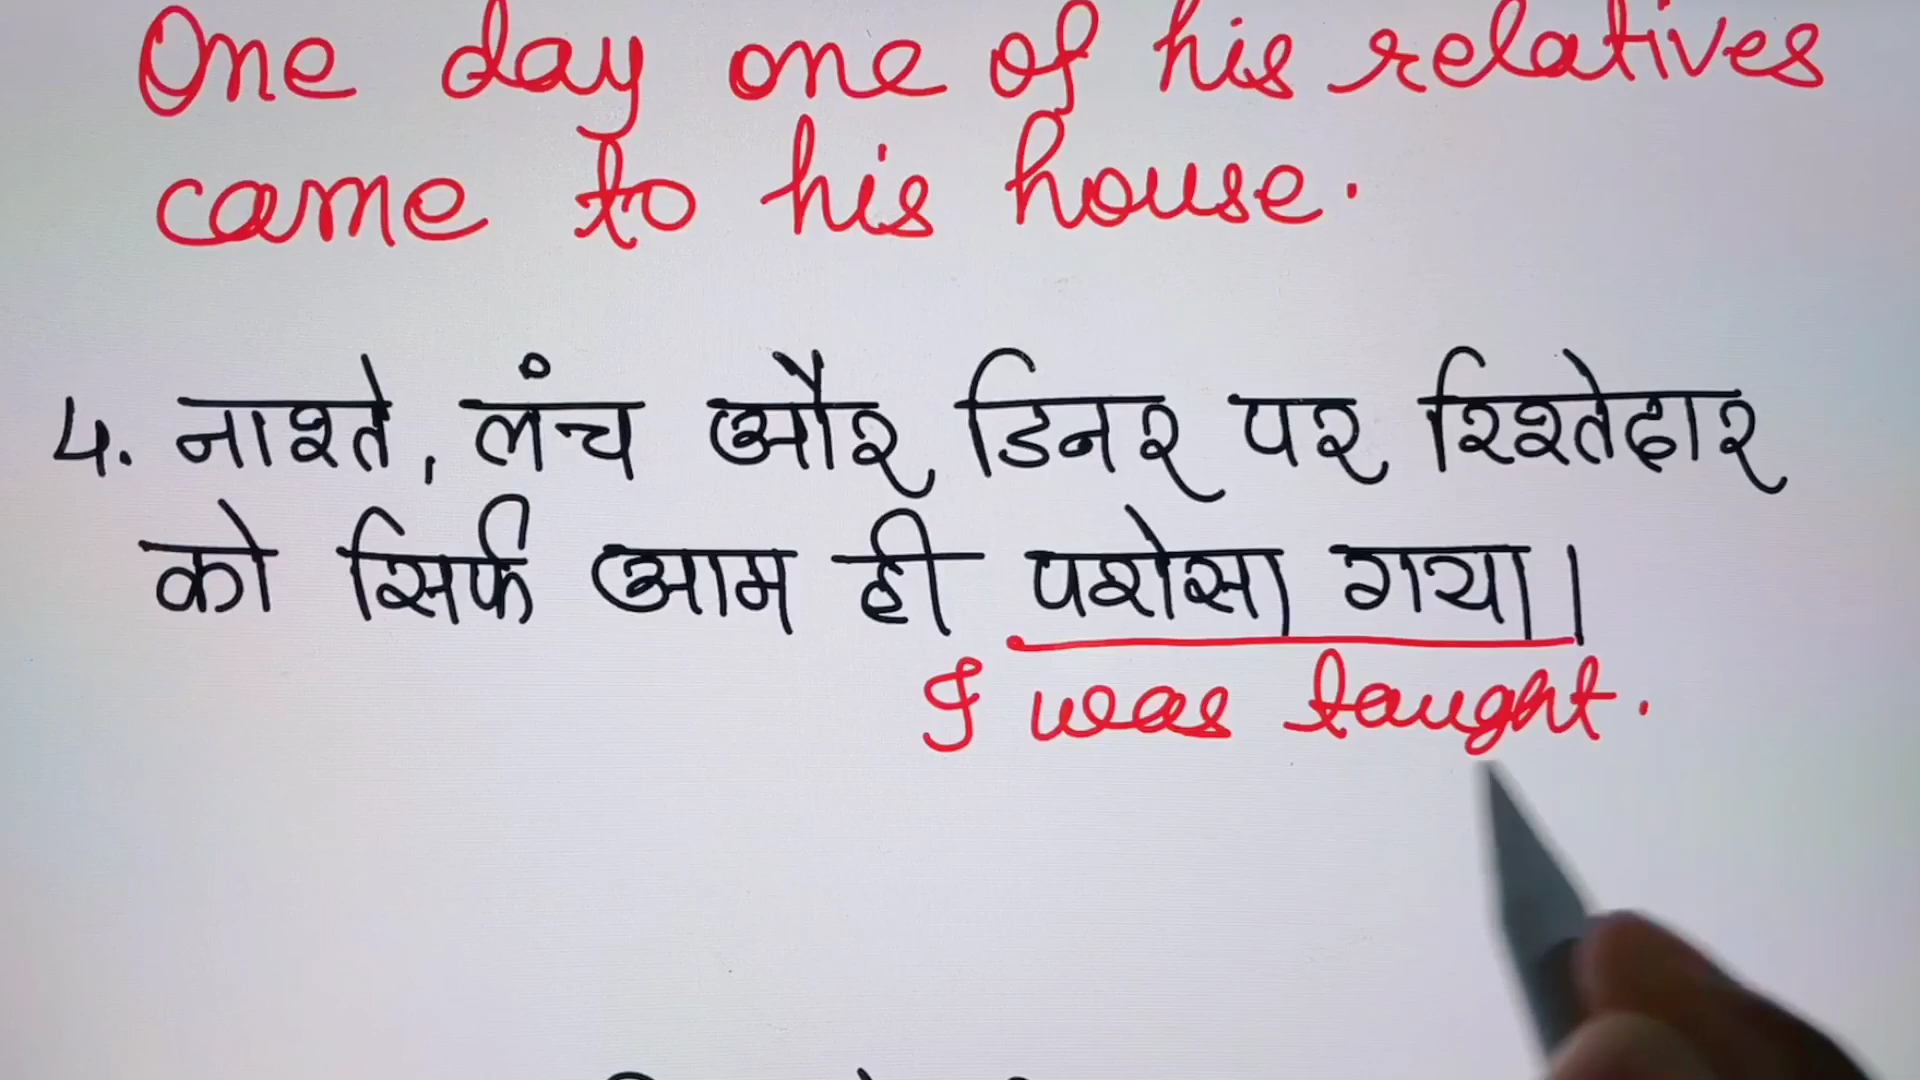 One day one of his relatives
came to his house.
4. नाश्ते, लंच और डिनर पर रिश्तेदार
को सिर्फ आम ही परोसा गया।
I was taught.